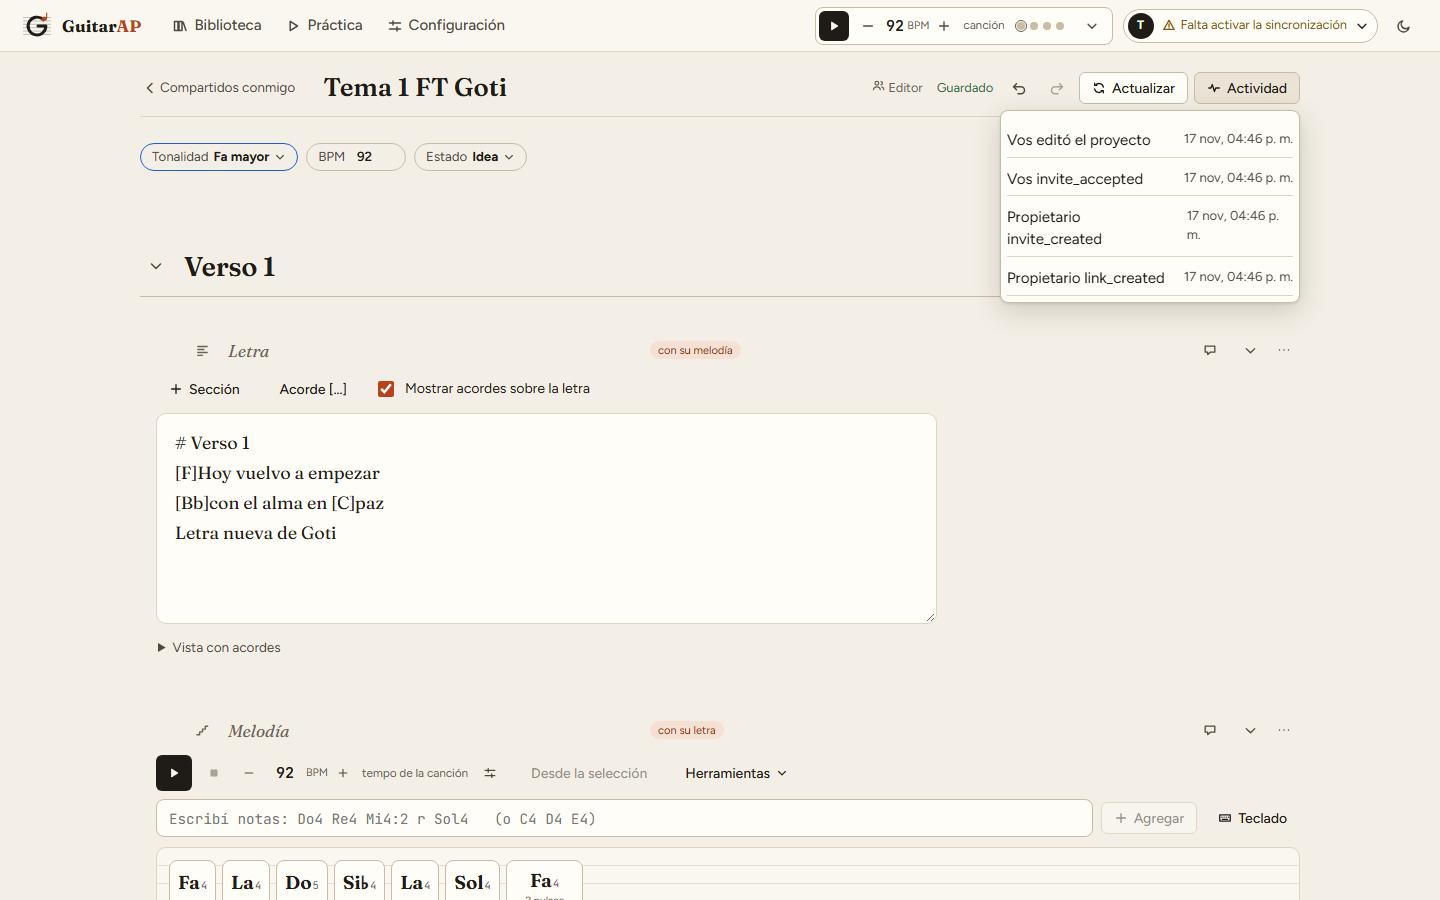 GuitarAP
Biblioteca
Práctica
Configuración
92 BPM
canción
T
Falta activar la sincronización
Compartidos conmigo
Tema 1 FT Goti
Editor
Guardado
Actualizar
Actividad
Vos editó el proyecto 17 nov, 04:46 p. m.
Vos invite_accepted 17 nov, 04:46 p. m.
Propietario 17 nov, 04:46 p.
invite_created m.
Propietario link_created 17 nov, 04:46 p. m.
Tonalidad Fa mayor
BPM 92
Estado Idea
Verso 1
Letra
con su melodía
+ Sección
Acorde [...]
Mostrar acordes sobre la letra
# Verso 1
[F]Hoy vuelvo a empezar
[Bb]con el alma en [C]paz
Letra nueva de Goti
Vista con acordes
Melodía
con su letra
92 BPM
tempo de la canción
Desde la selección
Herramientas
Escribí notas: Do4 Re4 Mi4:2 r Sol4 (o C4 D4 E4)
+ Agregar
Teclado
Fa4
La4
Do5
Sib4
La4
Sol4
Fa4